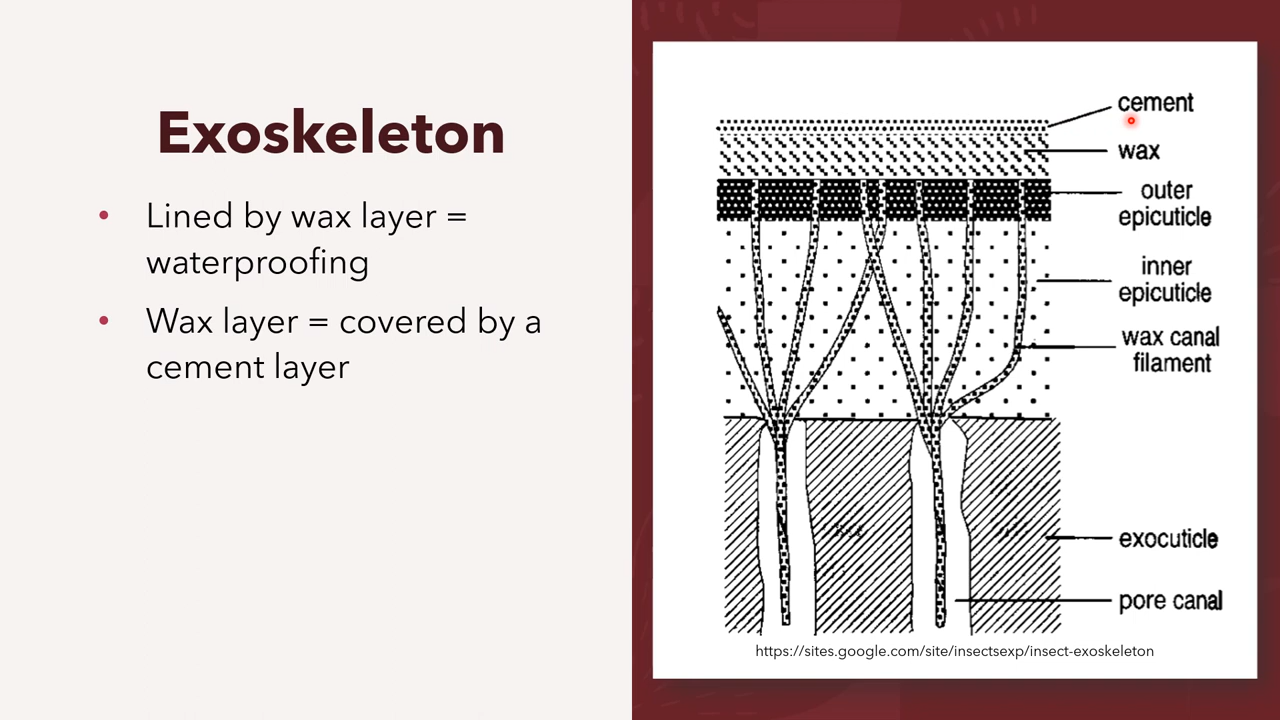 Exoskeleton
• Lined by wax layer =
waterproofing
• Wax layer = covered by a
cement layer
cement
wax
outer
epicuticle
inner
epicuticle
wax canal
filament
exocuticle
pore canal
https://sites.google.com/site/insectsexp/insect-exoskeleton